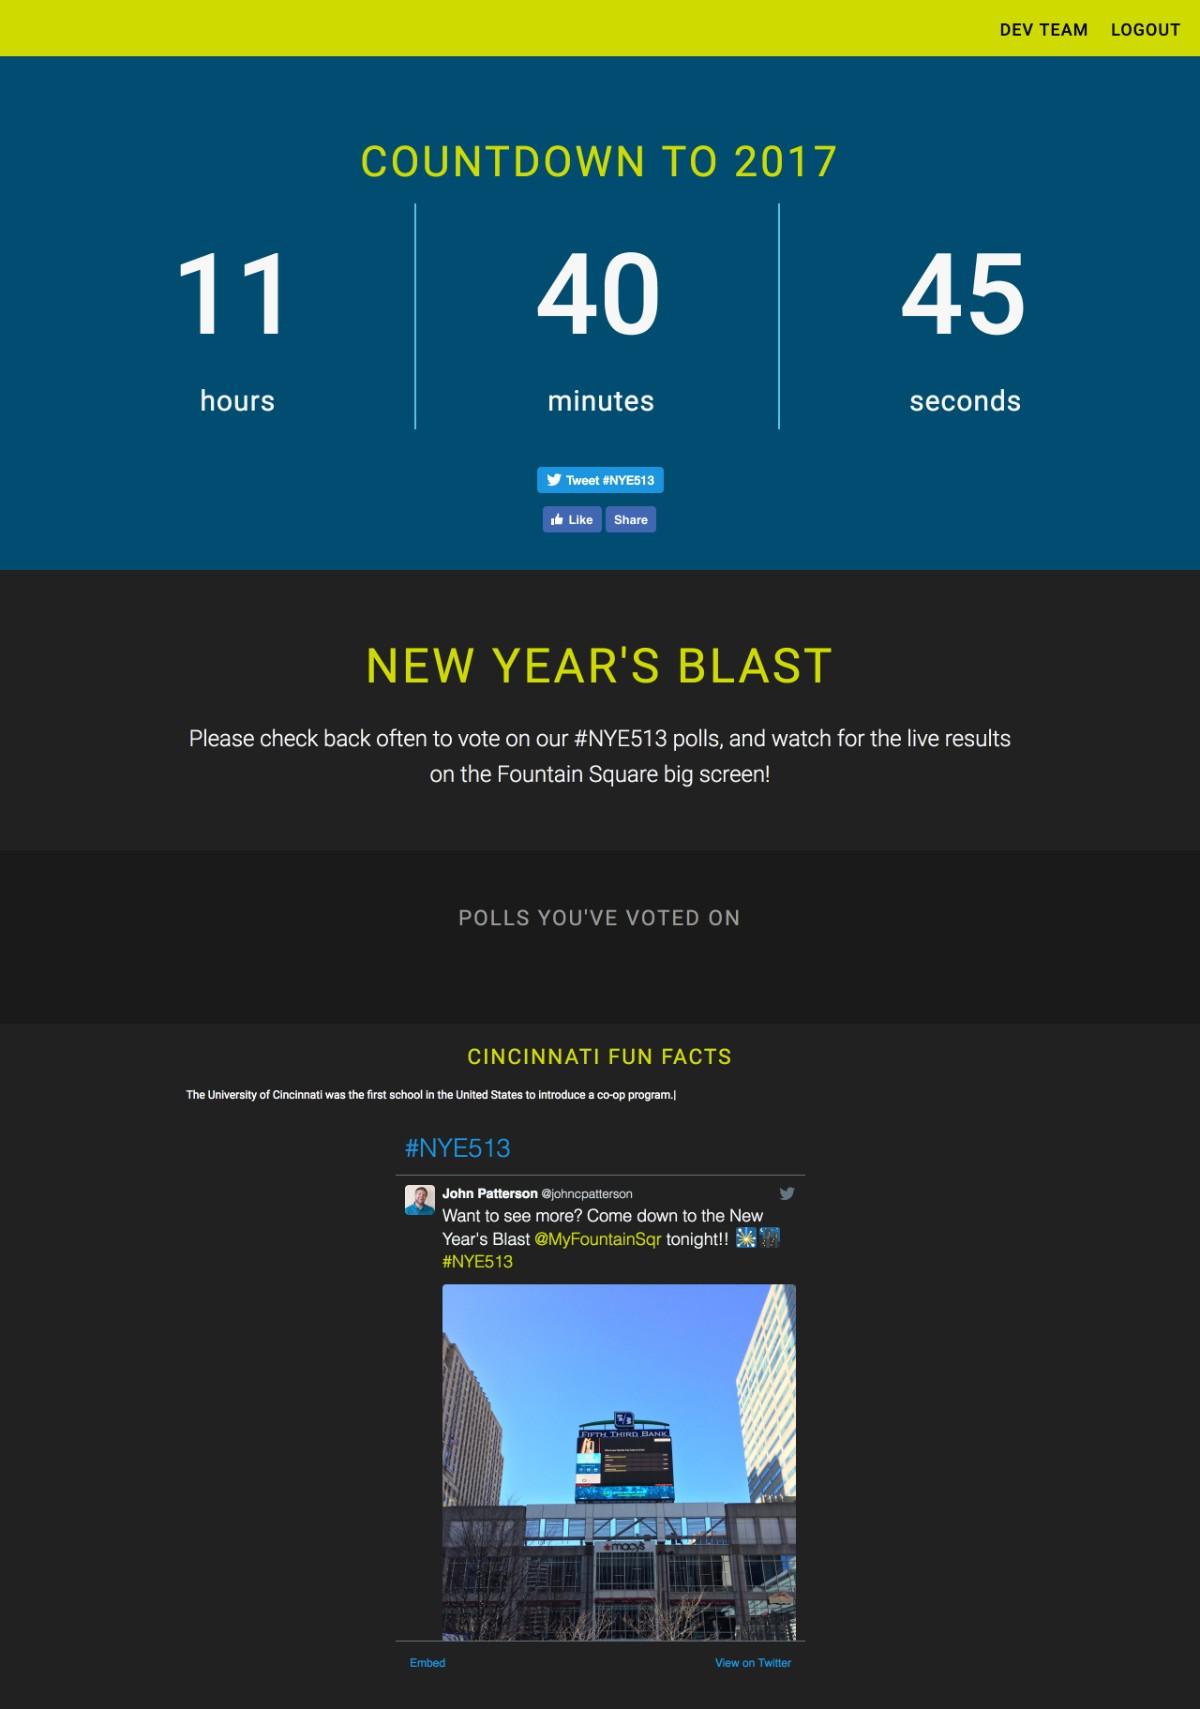 DEV TEAM LOGOUT
COUNTDOWN TO 2017
11 40 45
hours minutes seconds
Tweet #NYE513
Like Share
NEW YEAR'S BLAST
Please check back often to vote on our #NYE513 polls, and watch for the live results
on the Fountain Square big screen!
POLLS YOU'VE VOTED ON
CINCINNATI FUN FACTS
The University of Cincinnati was the first school in the United States to introduce a co-op program.|
#NYE513
John Patterson @johncpatterson
Want to see more? Come down to the New
Year's Blast @MyFountainSqr tonight!!
#NYE513
FIFTH THIRD BANK
macy's
Embed View on Twitter